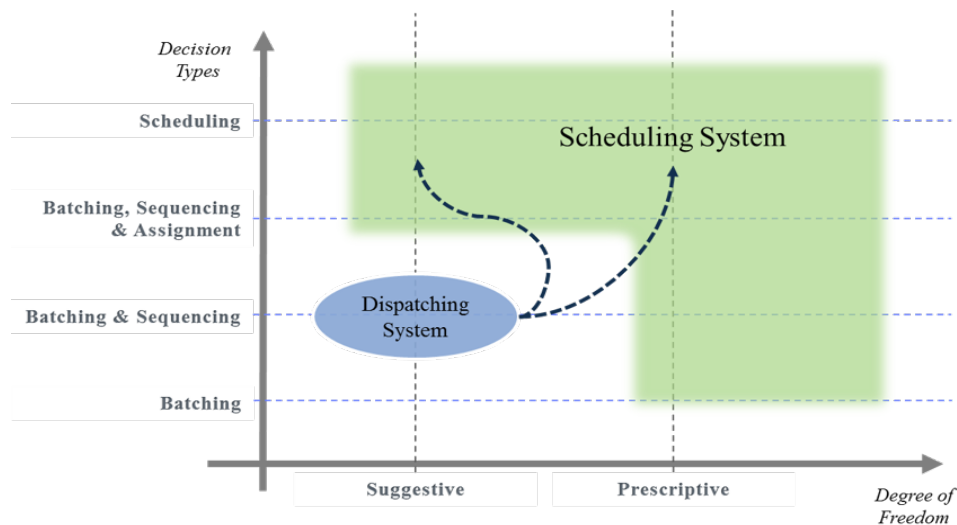 Decision
Types
Scheduling
Scheduling System
Batching, Sequencing
& Assignment
Dispatching
System
Batching & Sequencing
Batching
Suggestive
Prescriptive
Degree of
Freedom